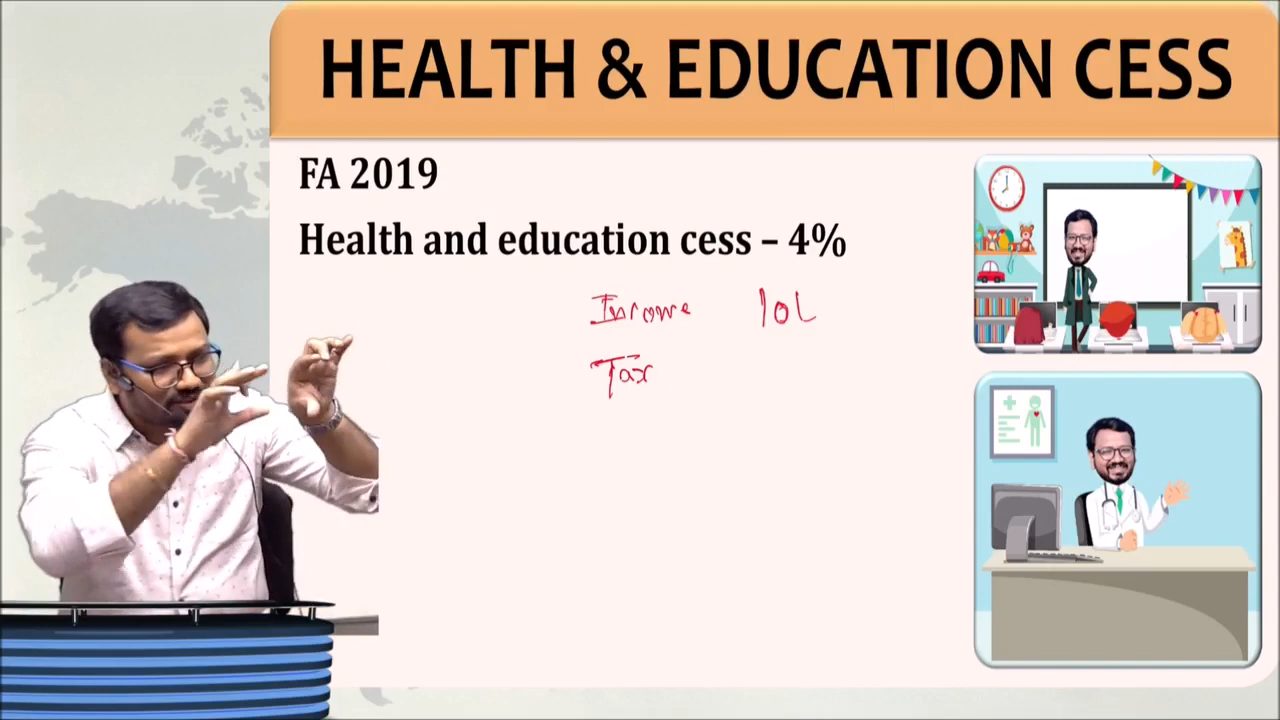 HEALTH & EDUCATION CESS
FA 2019
Health and education cess – 4%
Income 10L
Tax